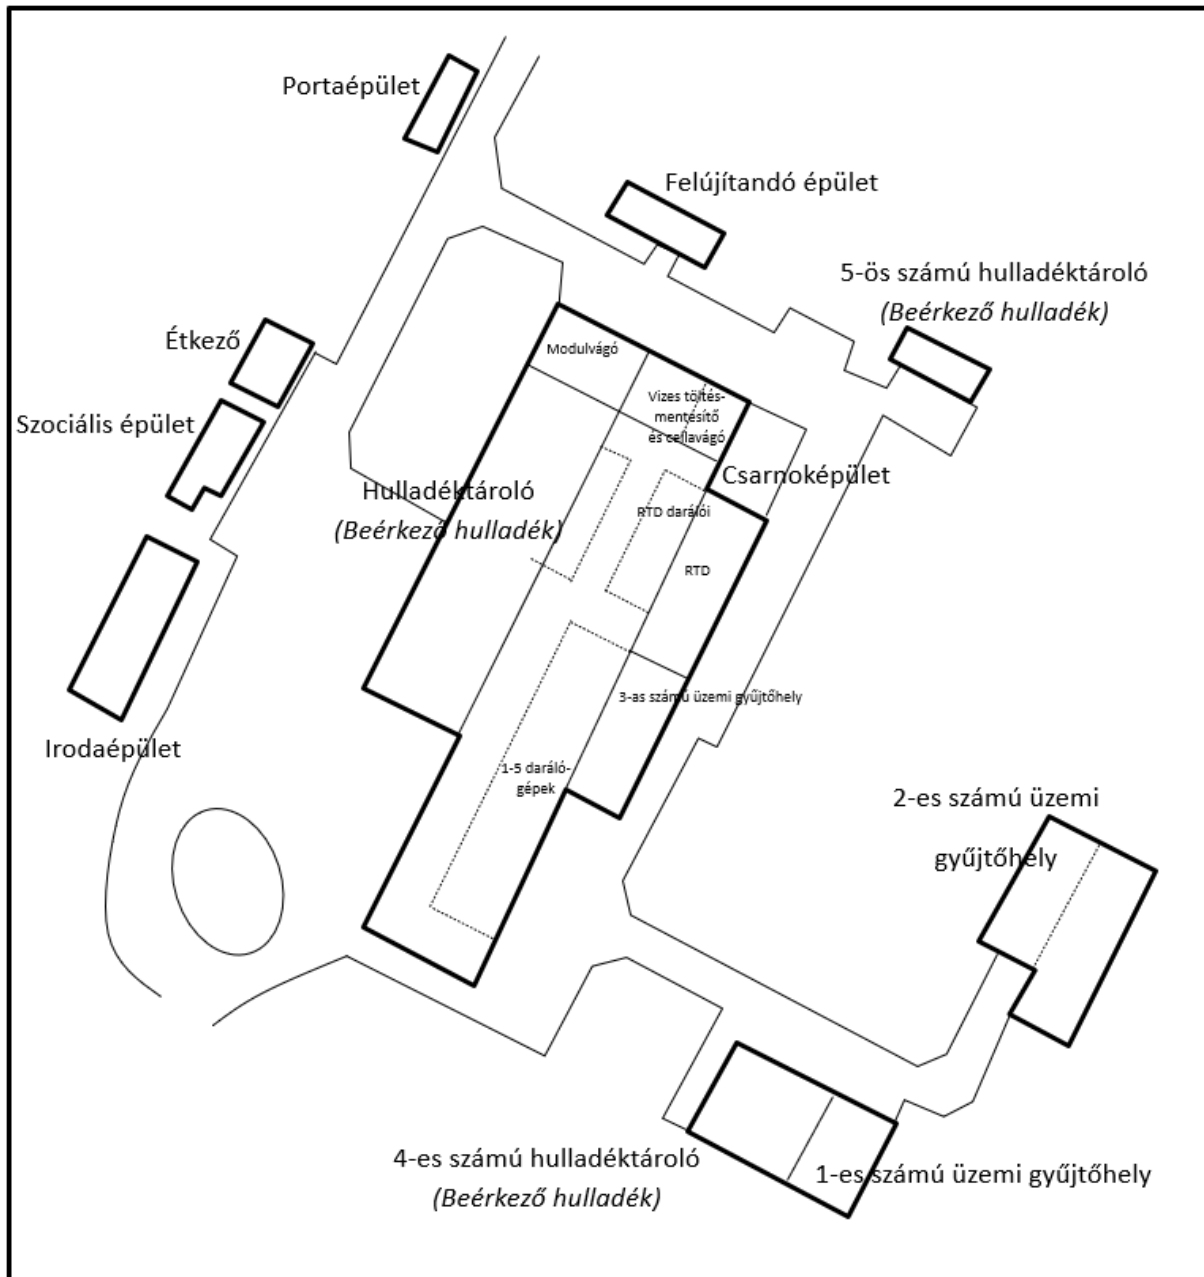 Portaépület
Felújítandó épület
5-ös számú hulladéktároló
(Beérkező hulladék)
Étkező
Modulvágó
Vizes töltés-
mentésítő
és cellavágó
Szociális épület
Csarnoképület
Hulladéktároló
(Beérkező hulladék)
RTD darálói
RTD
3-as számú üzemi gyűjtőhely
Irodaépület
1-5 daráló-
gépek
2-es számú üzemi
gyűjtőhely
4-es számú hulladéktároló
(Beérkező hulladék)
1-es számú üzemi gyűjtőhely